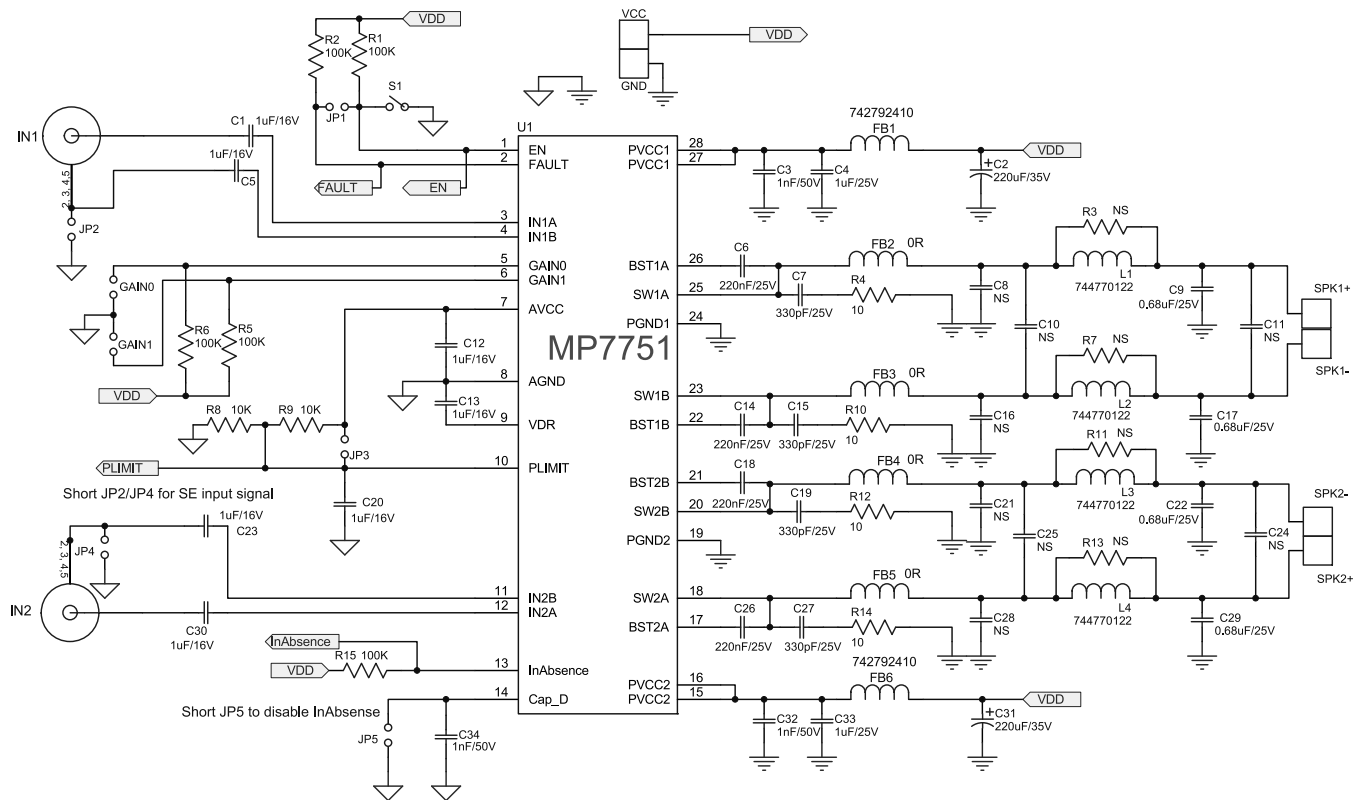 VDD
R2
100K
R1
100K
S1
JP1
VCC
VDD
GND
IN1
C1
1uF/16V
1uF/16V
C5
2, 3, 4,5
JP2
FAULT
EN
U1
MP7751
1 EN
2 FAULT
3 IN1A
4 IN1B
5 GAIN0
6 GAIN1
7 AVCC
8 AGND
9 VDR
10 PLIMIT
11 IN2B
12 IN2A
13 InAbsence
14 Cap_D
PVCC1 28
PVCC1 27
BST1A 26
SW1A 25
PGND1 24
SW1B 23
BST1B 22
BST2B 21
SW2B 20
PGND2 19
SW2A 18
BST2A 17
PVCC2 16
PVCC2 15
GAIN0
GAIN1
R6
100K
R5
100K
VDD
C12
1uF/16V
C13
1uF/16V
R8 10K
R9 10K
JP3
PLIMIT
Short JP2/JP4 for SE input signal
C20
1uF/16V
1uF/16V
C23
2, 3, 4,5
JP4
IN2
C30
1uF/16V
InAbsence
VDD
R15 100K
Short JP5 to disable InAbsense
JP5
C34
1nF/50V
742792410
FB1
VDD
C3
1nF/50V
C4
1uF/25V
+
C2
220uF/35V
R3 NS
C6
220nF/25V
FB2 0R
C7
330pF/25V
R4
10
C8
NS
L1
744770122
C9
0.68uF/25V
SPK1+
C10
NS
C11
NS
R7 NS
SPK1-
FB3 0R
L2
744770122
C14
220nF/25V
C15
330pF/25V
R10
10
C16
NS
C17
0.68uF/25V
R11 NS
C18
220nF/25V
FB4 0R
C19
330pF/25V
R12
10
C21
NS
L3
744770122
C22
0.68uF/25V
SPK2-
C25
NS
C24
NS
R13 NS
SPK2+
FB5 0R
L4
744770122
C26
220nF/25V
C27
330pF/25V
R14
10
C28
NS
C29
0.68uF/25V
742792410
FB6
VDD
C32
1nF/50V
C33
1uF/25V
+
C31
220uF/35V